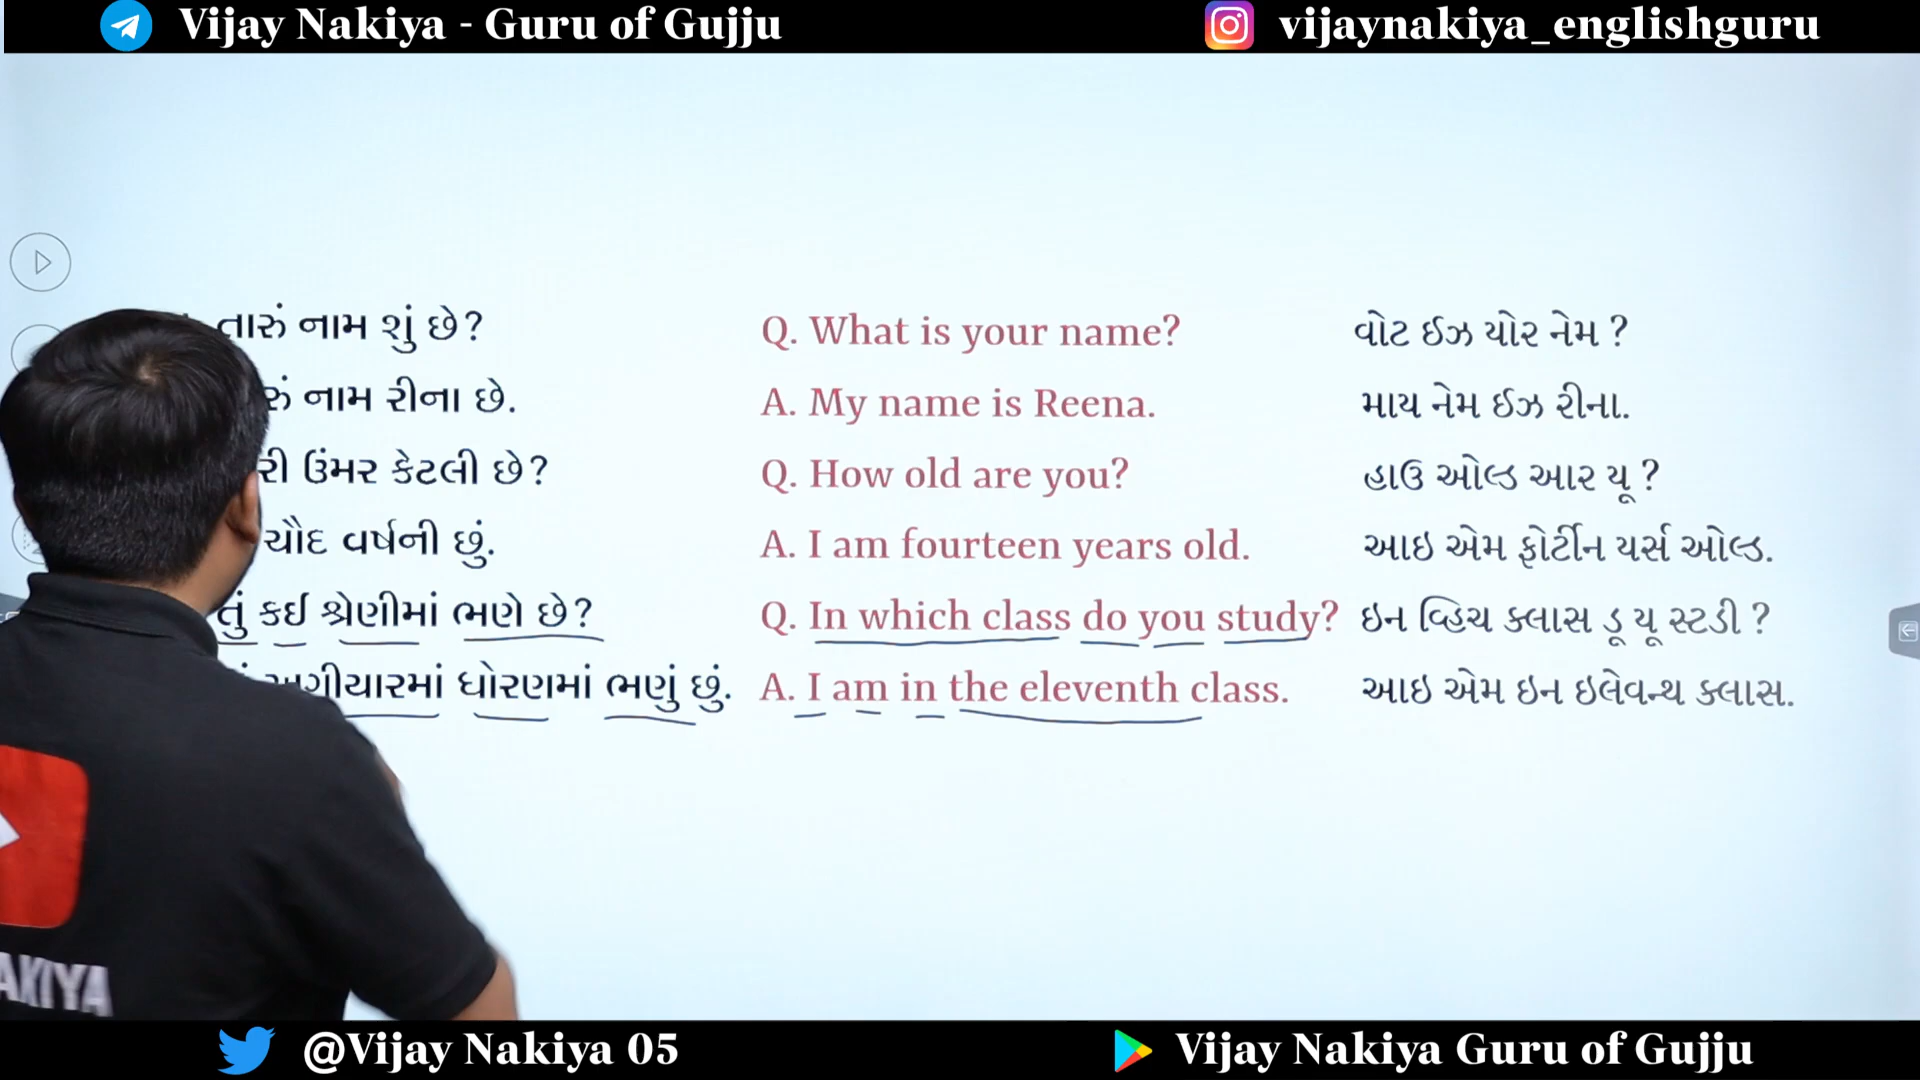 Vijay Nakiya - Guru of Gujju
vijaynakiya_englishguru
તારું નામ શું છે?
Q. What is your name?
વોટ ઈઝ યોર નેમ ?
નામ રીના છે.
A. My name is Reena.
માય નેમ ઈઝ રીના.
ઉંમર કેટલી છે?
Q. How old are you?
હાઉ ઓલ્ડ આર યૂ ?
ચૌદ વર્ષની છું.
A. I am fourteen years old.
આઇ એમ ફોર્ટીન યર્સ ઓલ્ડ.
તું કઈ શ્રેણીમાં ભણે છે?
Q. In which class do you study?
ઇન વ્હિચ ક્લાસ ડૂ યૂ સ્ટડી ?
ધોરણમાં ભણું છું.
A. I am in the eleventh class.
આઇ એમ ઇન ઇલેવન્થ ક્લાસ.
@Vijay Nakiya 05
Vijay Nakiya Guru of Gujju